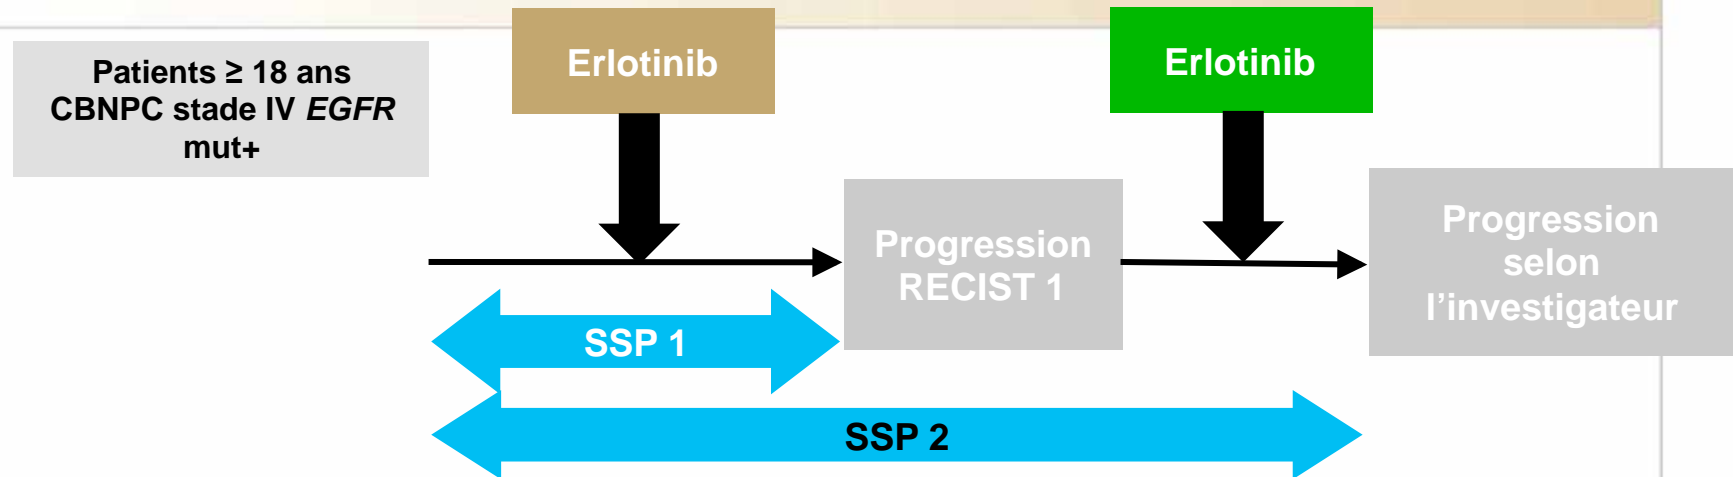 Patients ≥ 18 ans
CBNPC stade IV EGFR
mut+
Erlotinib
Erlotinib
Progression
RECIST 1
Progression
selon
l’investigateur
SSP 1
SSP 2